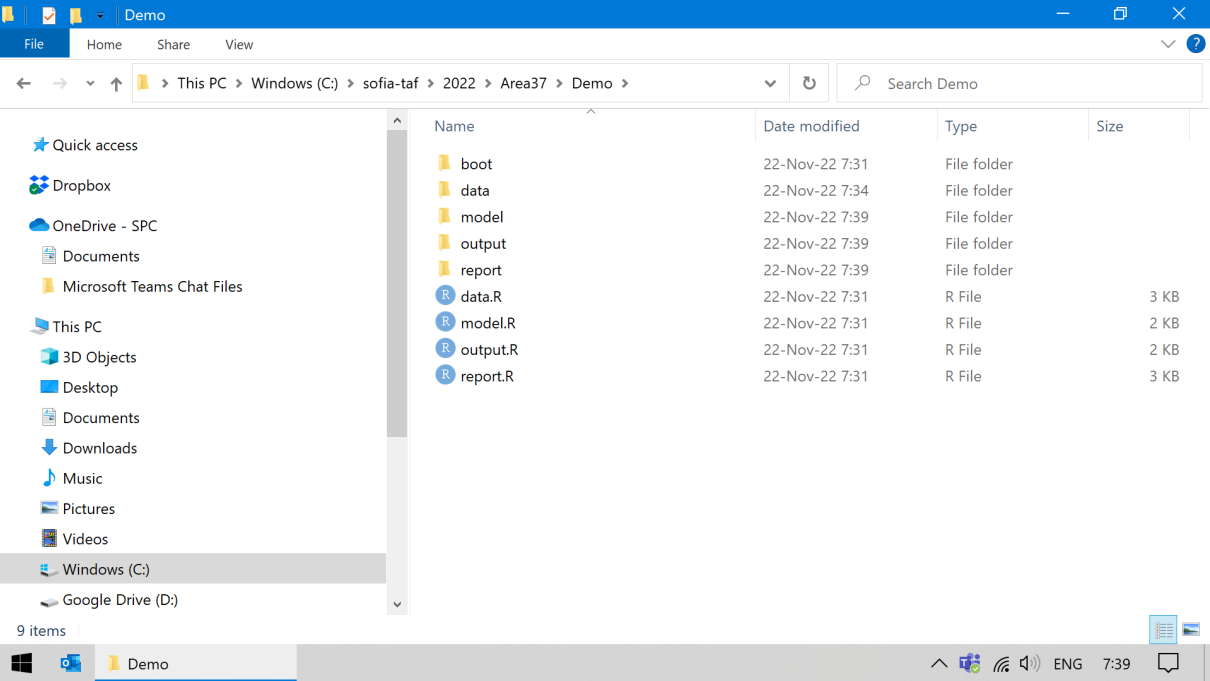 Demo
File Home Share View
This PC Windows (C:) sofia-taf 2022 Area37 Demo
Search Demo
Name Date modified Type Size
Quick access
Dropbox
OneDrive - SPC
Documents
Microsoft Teams Chat Files
This PC
3D Objects
Desktop
Documents
Downloads
Music
Pictures
Videos
Windows (C:)
Google Drive (D:)
boot 22-Nov-22 7:31 File folder
data 22-Nov-22 7:34 File folder
model 22-Nov-22 7:39 File folder
output 22-Nov-22 7:39 File folder
report 22-Nov-22 7:39 File folder
R data.R 22-Nov-22 7:31 R File 3 KB
R model.R 22-Nov-22 7:31 R File 2 KB
R output.R 22-Nov-22 7:31 R File 2 KB
R report.R 22-Nov-22 7:31 R File 3 KB
9 items
Demo ENG 7:39